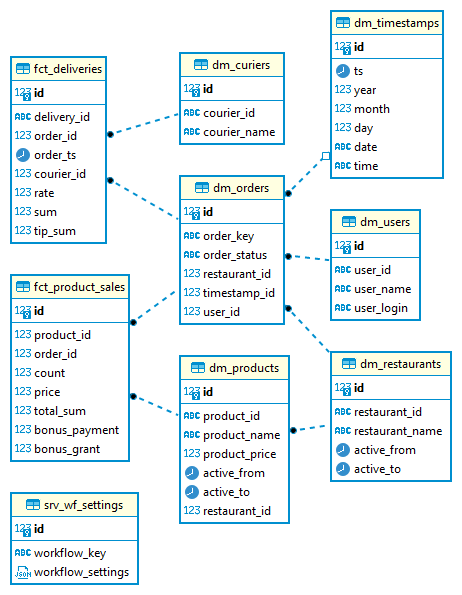 fct_deliveries
123 id
ABC delivery_id
123 order_id
order_ts
123 courier_id
123 rate
123 sum
123 tip_sum
dm_curiers
123 id
ABC courier_id
ABC courier_name
dm_timestamps
123 id
ts
123 year
123 month
123 day
ABC date
ABC time
dm_orders
123 id
ABC order_key
ABC order_status
123 restaurant_id
123 timestamp_id
123 user_id
dm_users
123 id
ABC user_id
ABC user_name
ABC user_login
fct_product_sales
123 id
123 product_id
123 order_id
123 count
123 price
123 total_sum
123 bonus_payment
123 bonus_grant
dm_products
123 id
ABC product_id
ABC product_name
123 product_price
active_from
active_to
123 restaurant_id
dm_restaurants
123 id
ABC restaurant_id
ABC restaurant_name
active_from
active_to
srv_wf_settings
123 id
ABC workflow_key
JSON workflow_settings